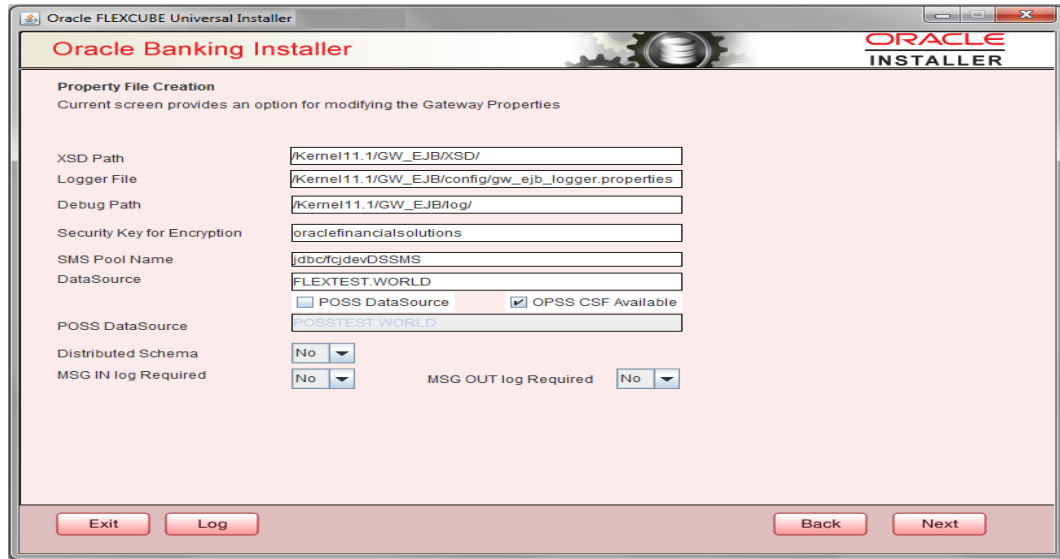 Oracle FLEXCUBE Universal Installer
Oracle Banking Installer
ORACLE
INSTALLER
Property File Creation
Current screen provides an option for modifying the Gateway Properties
XSD Path /Kernel11.1/GW_EJB/XSD/
Logger File /Kernel11.1/GW_EJB/config/gw_ejb_logger.properties
Debug Path /Kernel11.1/GW_EJB/log/
Security Key for Encryption oraclefinancialsolutions
SMS Pool Name jdbc/fcjdevDSSMS
DataSource FLEXTEST.WORLD
POSS DataSource OPSS CSF Available
POSS DataSource POSSTEST.WORLD
Distributed Schema No
MSG IN log Required No MSG OUT log Required No
Exit Log Back Next